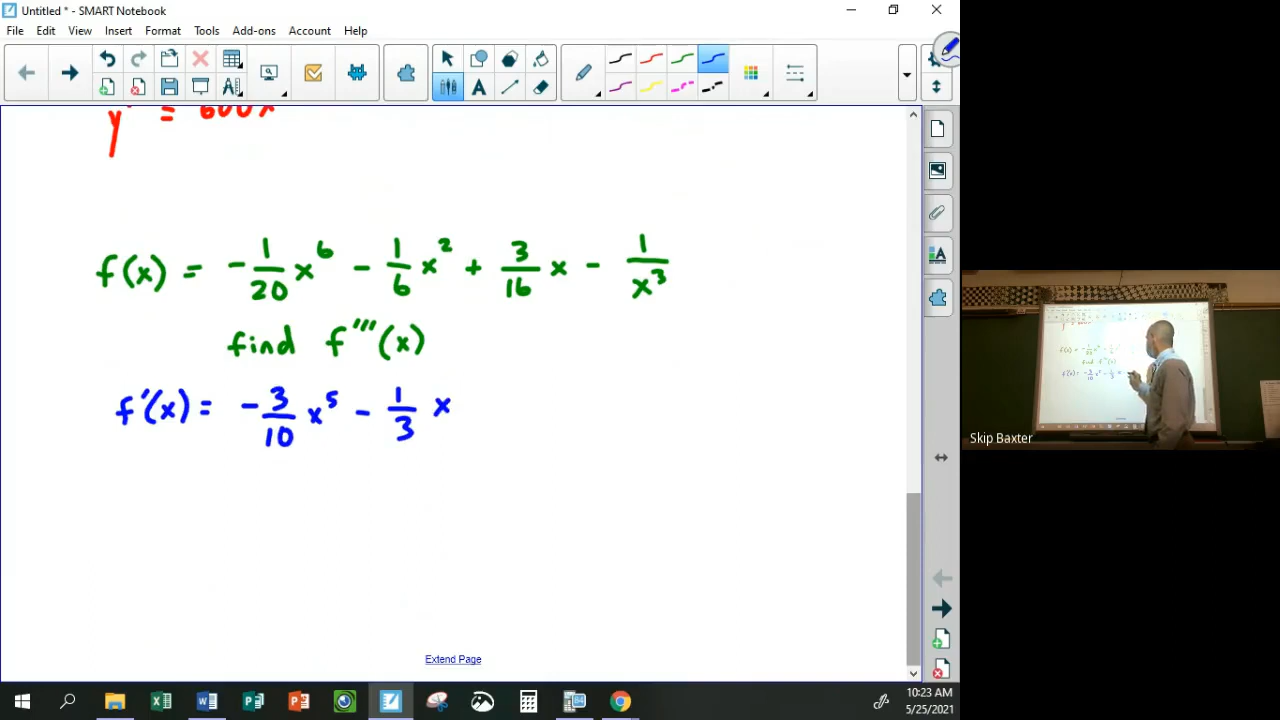 Untitled * - SMART Notebook
File Edit View Insert Format Tools Add-ons Account Help
y = 600x
f(x) = -1/20 x^6 - 1/6 x^2 + 3/16 x - 1/x^3
find f'''(x)
f'(x) = -3/10 x^5 - 1/3 x
Extend Page
Skip Baxter
10:23 AM
5/25/2021